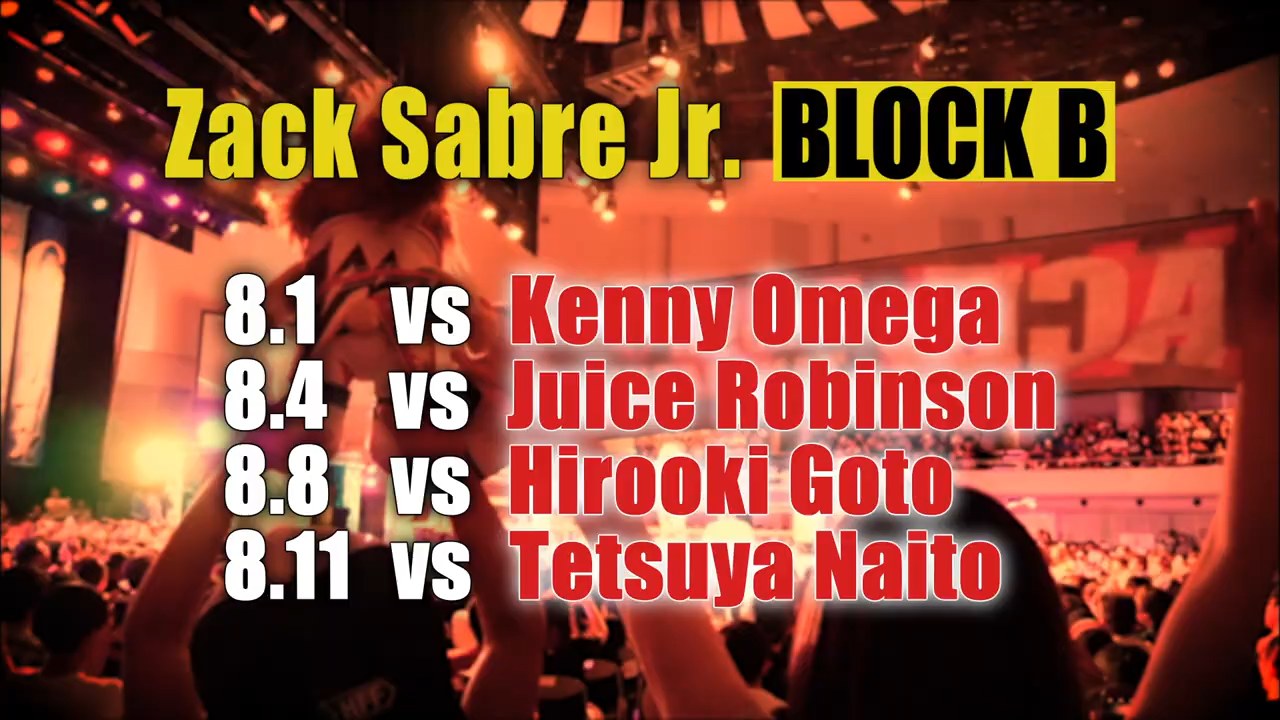 Zack Sabre Jr. BLOCK B
8.1 vs Kenny Omega
8.4 vs Juice Robinson
8.8 vs Hirooki Goto
8.11 vs Tetsuya Naito